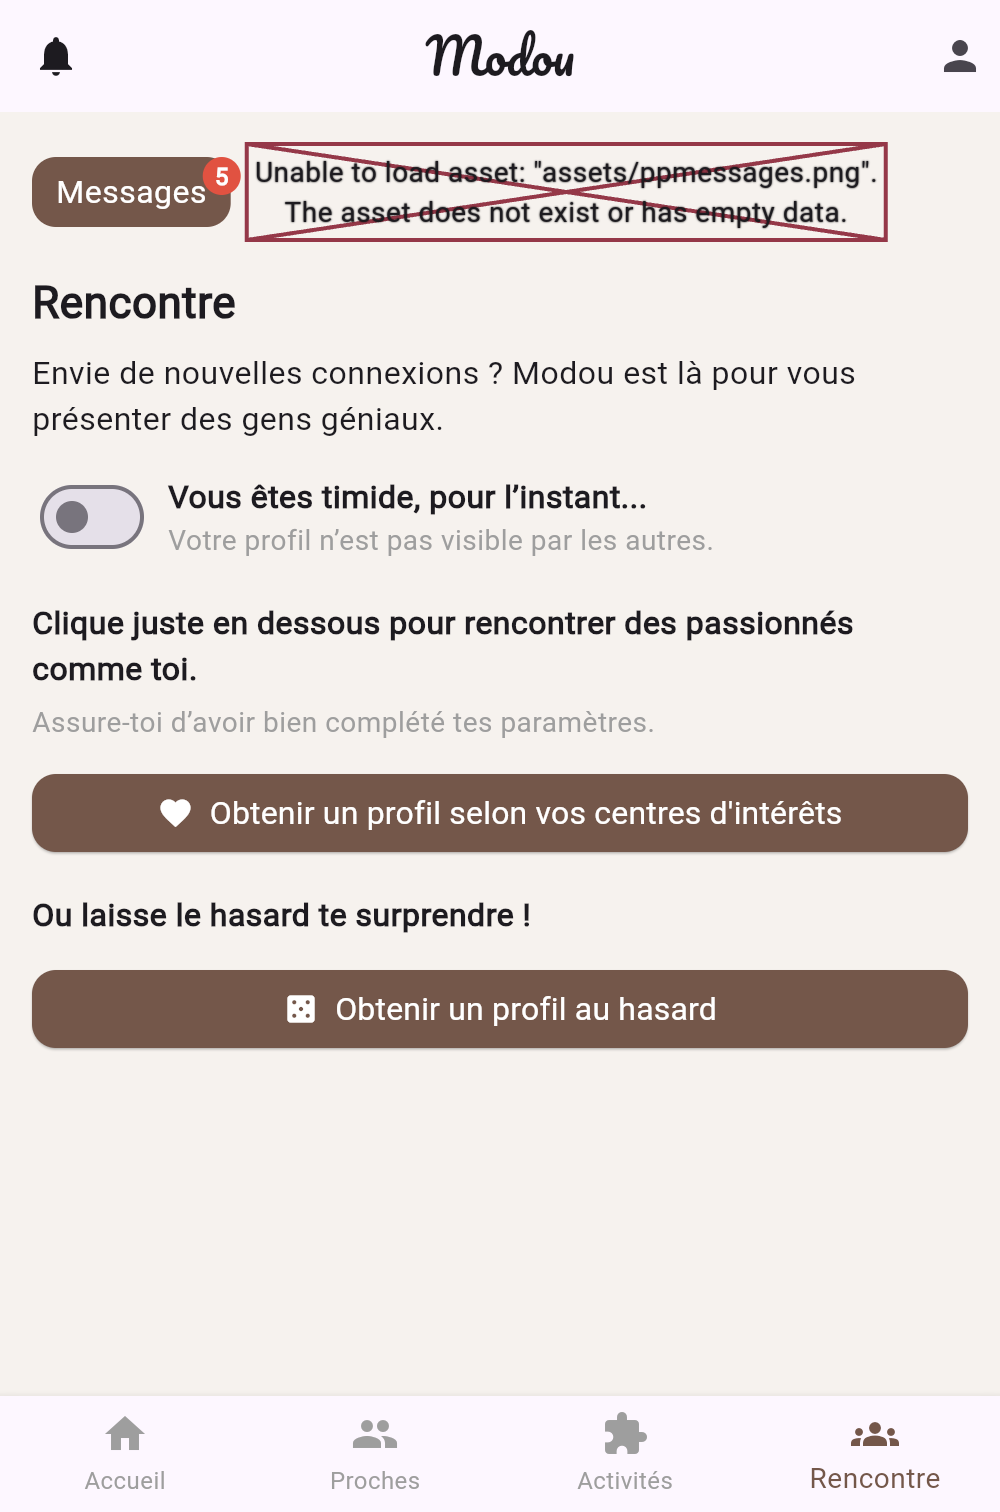 Modou
Messages
5
Unable to load asset: "assets/ppmessages.png".
The asset does not exist or has empty data.
Rencontre
Envie de nouvelles connexions ? Modou est là pour vous
présenter des gens géniaux.
Vous êtes timide, pour l’instant...
Votre profil n’est pas visible par les autres.
Clique juste en dessous pour rencontrer des passionnés
comme toi.
Assure-toi d’avoir bien complété tes paramètres.
Obtenir un profil selon vos centres d'intérêts
Ou laisse le hasard te surprendre !
Obtenir un profil au hasard
Accueil
Proches
Activités
Rencontre